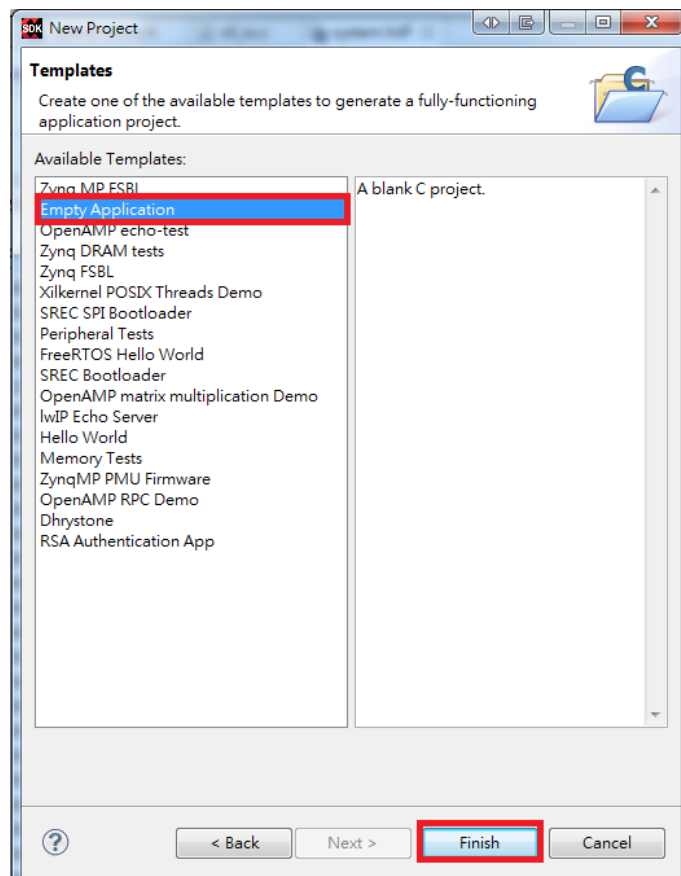 SDK New Project
Templates
Create one of the available templates to generate a fully-functioning
application project.
Available Templates:
Zynq MP FSBL
Empty Application
OpenAMP echo-test
Zynq DRAM tests
Zynq FSBL
Xilkernel POSIX Threads Demo
SREC SPI Bootloader
Peripheral Tests
FreeRTOS Hello World
SREC Bootloader
OpenAMP matrix multiplication Demo
lwIP Echo Server
Hello World
Memory Tests
ZynqMP PMU Firmware
OpenAMP RPC Demo
Dhrystone
RSA Authentication App
A blank C project.
? < Back Next > Finish Cancel